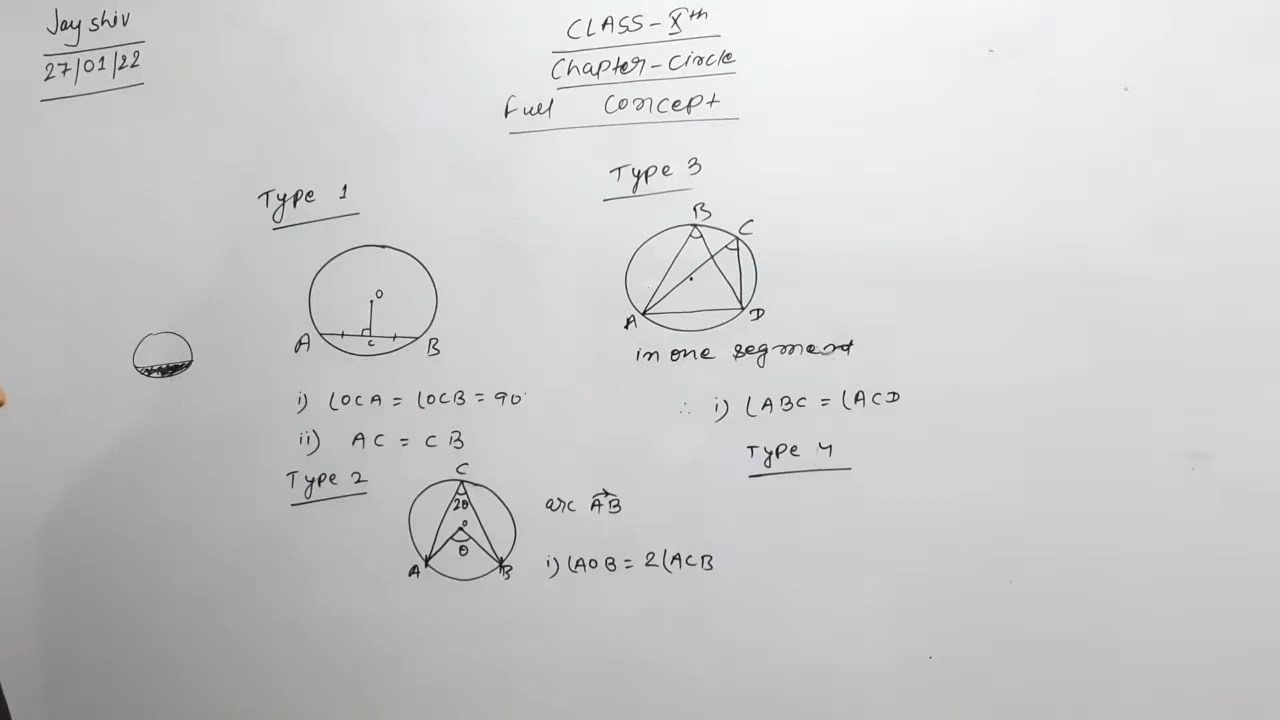 Jay shiv
27/01/22
CLASS-Xth
Chapter-Circle
Full Concept
Type 1
O
A
C
B
i) ∠OCA = ∠OCB = 90°
ii) AC = CB
Type 2
C
2θ
O
θ
A
B
arc AB
i) ∠AOB = 2∠ACB
Type 3
B
C
A
D
in one segment
∴ i) ∠ABC = ∠ACD
Type 4